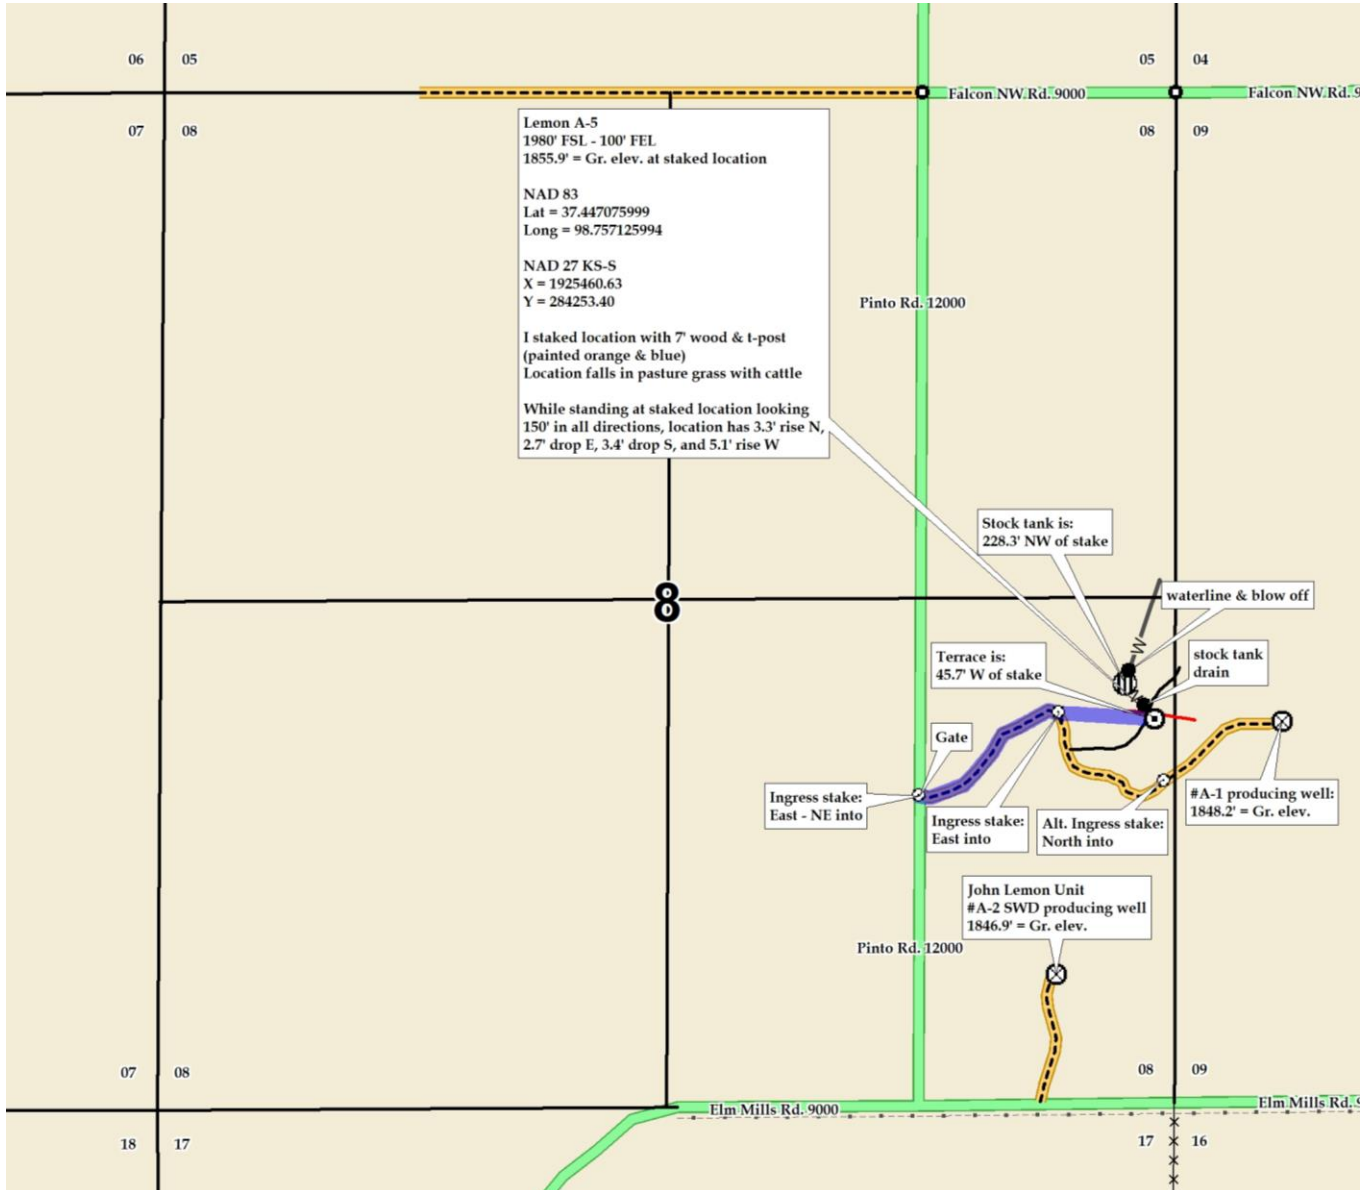 06 05
05 04
Falcon NW Rd. 9000
Falcon NW Rd. 9
07 08
08 09
Lemon A-5
1980' FSL - 100' FEL
1855.9' = Gr. elev. at staked location
NAD 83
Lat = 37.447075999
Long = 98.757125994
NAD 27 KS-S
X = 1925460.63
Y = 284253.40
I staked location with 7' wood & t-post
(painted orange & blue)
Location falls in pasture grass with cattle
While standing at staked location looking
150' in all directions, location has 3.3' rise N,
2.7' drop E, 3.4' drop S, and 5.1' rise W
Pinto Rd. 12000
Stock tank is:
228.3' NW of stake
8
waterline & blow off
W
W
Terrace is:
45.7' W of stake
stock tank
drain
Gate
Ingress stake:
East - NE into
Ingress stake:
East into
Alt. Ingress stake:
North into
#A-1 producing well:
1848.2' = Gr. elev.
John Lemon Unit
#A-2 SWD producing well
1846.9' = Gr. elev.
Pinto Rd. 12000
07 08
08 09
Elm Mills Rd. 9000
Elm Mills Rd. 9
18 17
17 16